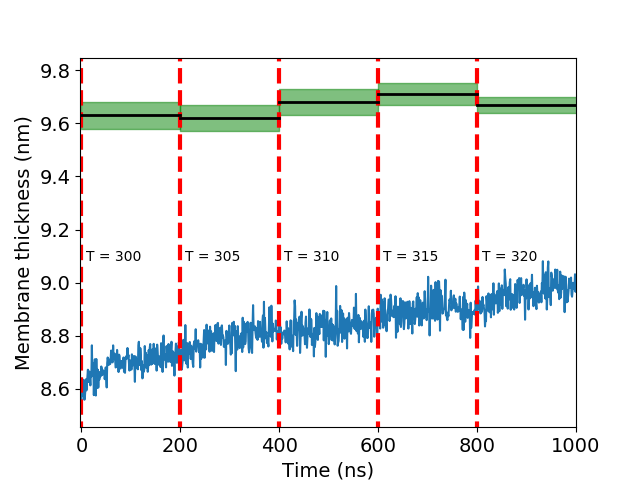 Membrane thickness (nm)
9.8
9.6
9.4
9.2
9.0
8.8
8.6
T = 300 T = 305 T = 310 T = 315 T = 320
0 200 400 600 800 1000
Time (ns)